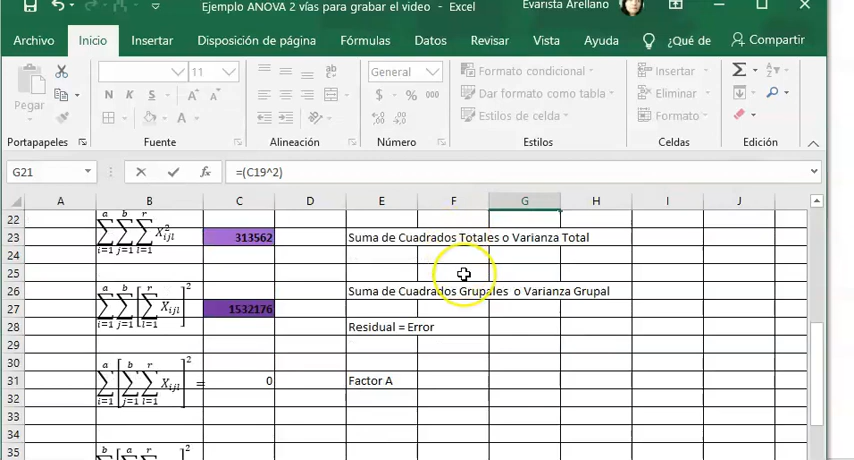 Ejemplo ANOVA 2 vías para grabar el video - Excel
Evarista Arellano
Archivo Inicio Insertar Disposición de página Fórmulas Datos Revisar Vista Ayuda ¿Qué de Compartir
Pegar
11
N K S A A
ab
General
$ % 000
Formato condicional
Dar formato como tabla
Estilos de celda
Insertar
Eliminar
Formato
Portapapeles Fuente Alineación Número Estilos Celdas Edición
G21 fx =(C19^2)
A B C D E F G H I J
22
23 313562 Suma de Cuadrados Totales o Varianza Total
24
25
26 Suma de Cuadrados Grupales o Varianza Grupal
27 1532176
28 Residual = Error
29
30
31 0 Factor A
32
33
34
35